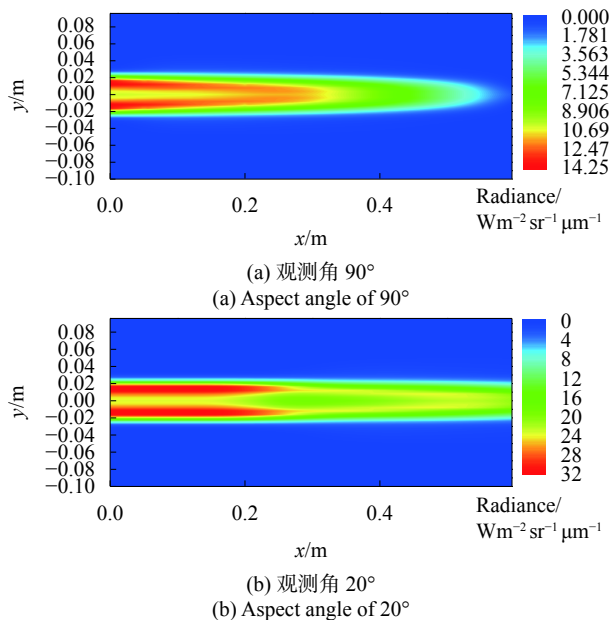 0.08
0.06
0.04
0.02
0.00
−0.02
−0.04
−0.06
−0.08
−0.10
y/m
0.0 0.2 0.4
x/m
0.000
1.781
3.563
5.344
7.125
8.906
10.69
12.47
14.25
Radiance/
Wm−2 sr−1 μm−1
(a) 观测角 90°
(a) Aspect angle of 90°
0.08
0.06
0.04
0.02
0.00
−0.02
−0.04
−0.06
−0.08
−0.10
y/m
0.0 0.2 0.4
x/m
0
4
8
12
16
20
24
28
32
Radiance/
Wm−2 sr−1 μm−1
(b) 观测角 20°
(b) Aspect angle of 20°